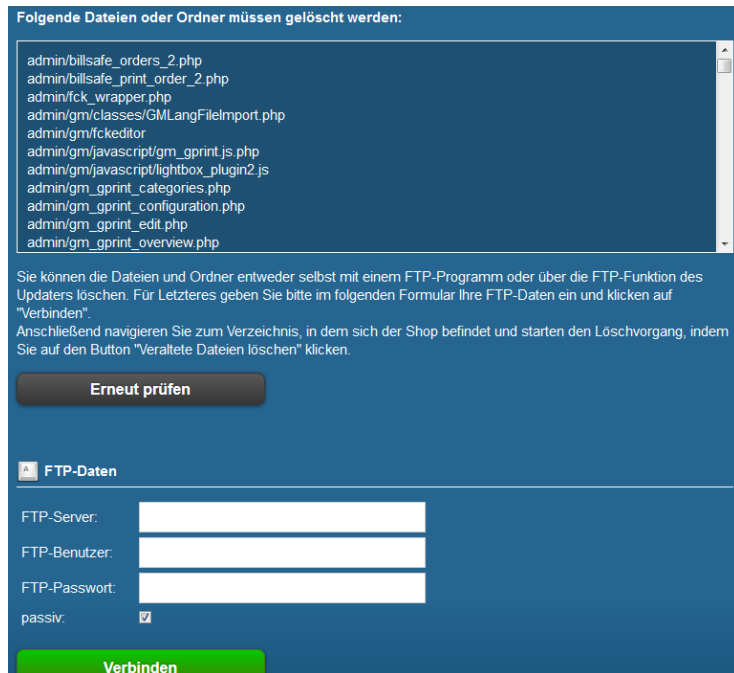 Folgende Dateien oder Ordner müssen gelöscht werden:
admin/billsafe_orders_2.php
admin/billsafe_print_order_2.php
admin/fck_wrapper.php
admin/gm/classes/GMLangFileImport.php
admin/gm/fckeditor
admin/gm/javascript/gm_gprint.js.php
admin/gm/javascript/lightbox_plugin2.js
admin/gm_gprint_categories.php
admin/gm_gprint_configuration.php
admin/gm_gprint_edit.php
admin/gm_gprint_overview.php
Sie können die Dateien und Ordner entweder selbst mit einem FTP-Programm oder über die FTP-Funktion des
Updaters löschen. Für Letzteres geben Sie bitte im folgenden Formular Ihre FTP-Daten ein und klicken auf
"Verbinden".
Anschließend navigieren Sie zum Verzeichnis, in dem sich der Shop befindet und starten den Löschvorgang, indem
Sie auf den Button "Veraltete Dateien löschen" klicken.
Erneut prüfen
A FTP-Daten
FTP-Server:
FTP-Benutzer:
FTP-Passwort:
passiv:
Verbinden